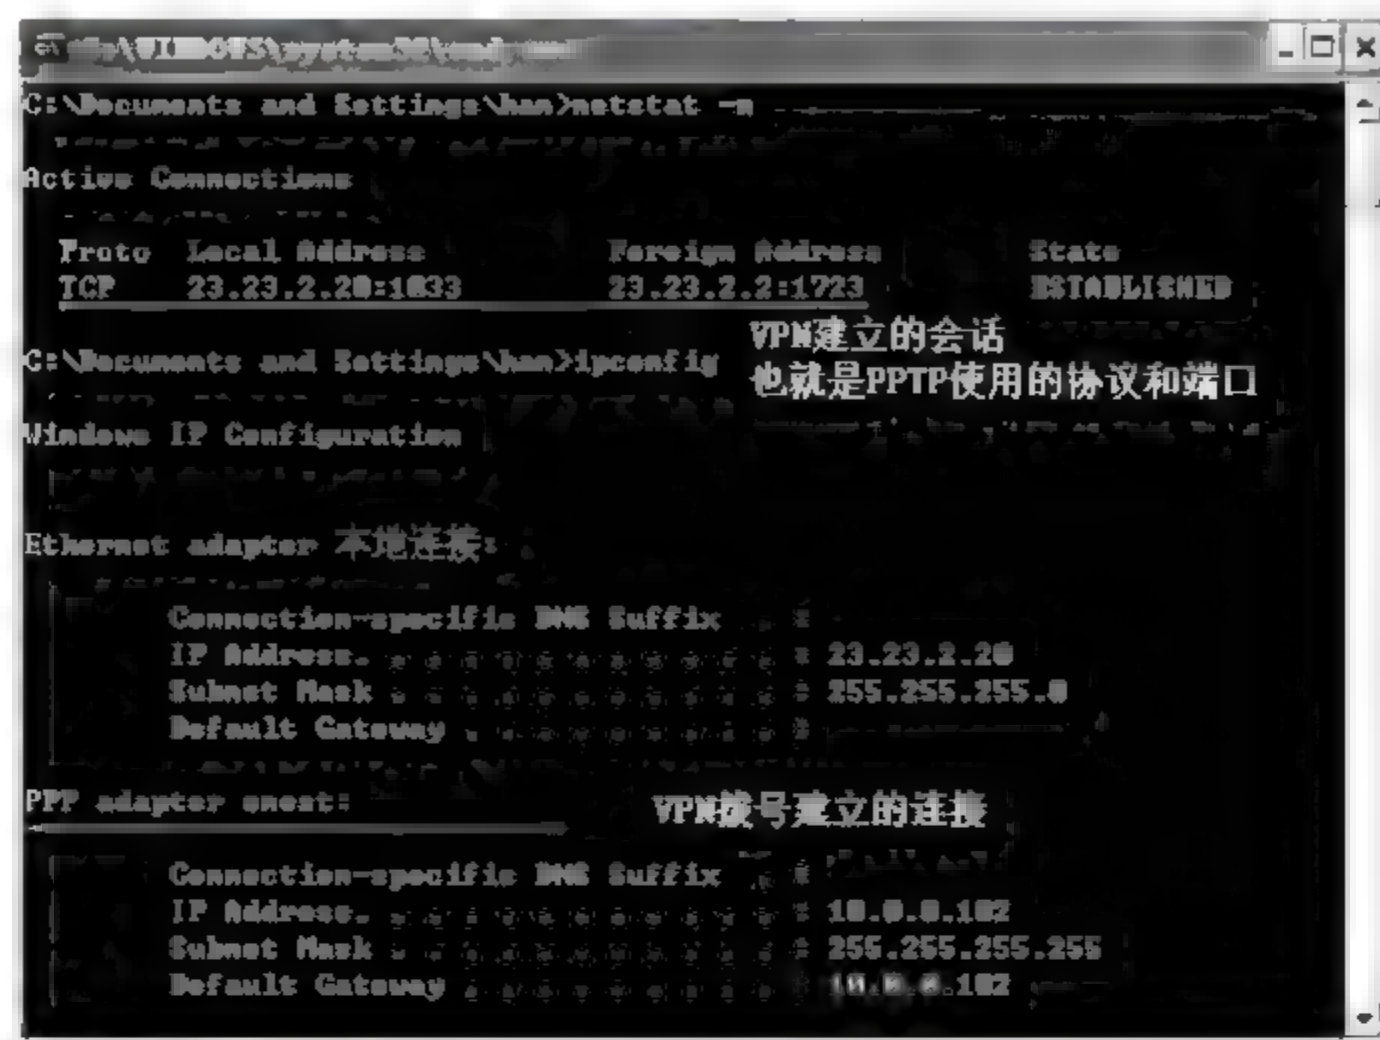 C:\Documents and Settings\han>netstat -n
Active Connections
Proto Local Address Foreign Address State
TCP 23.23.2.20:1033 23.23.2.2:1723 ESTABLISHED
VPN建立的会话
C:\Documents and Settings\han>ipconfig
也就是PPTP使用的协议和端口
Windows IP Configuration
Ethernet adapter 本地连接:
Connection-specific DNS Suffix . :
IP Address. . . . . . . . . . . . : 23.23.2.20
Subnet Mask . . . . . . . . . . . : 255.255.255.0
Default Gateway . . . . . . . . . :
PPP adapter :
VPN拨号建立的连接
Connection-specific DNS Suffix . :
IP Address. . . . . . . . . . . . : 10.0.0.102
Subnet Mask . . . . . . . . . . . : 255.255.255.255
Default Gateway . . . . . . . . . : 10.0.0.102